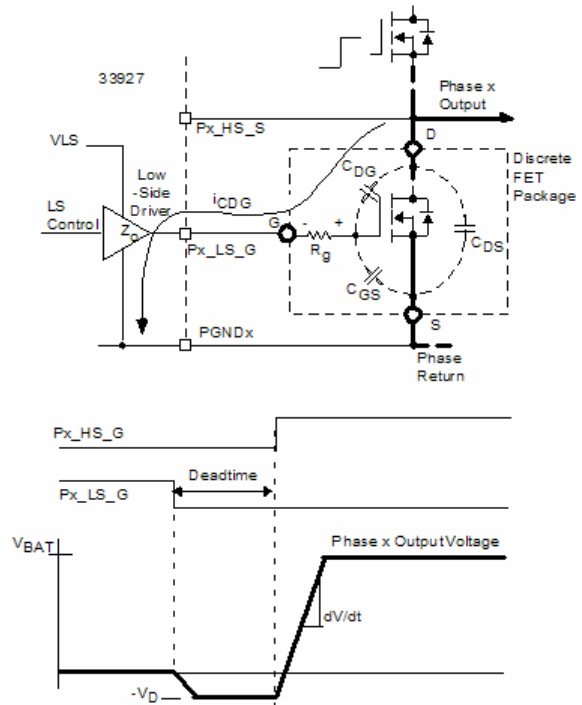 33927
Phase x
Output
Px_HS_S
D
VLS
Low
-Side
Driver
iCDG
CDG
Discrete
FET
Package
LS
Control
Zo
G
-
+
Px_LS_G
Rg
CDS
CGS
S
PGNDx
Phase
Return
Px_HS_G
Deadtime
Px_LS_G
VBAT
Phase x Output Voltage
dV/dt
-VD